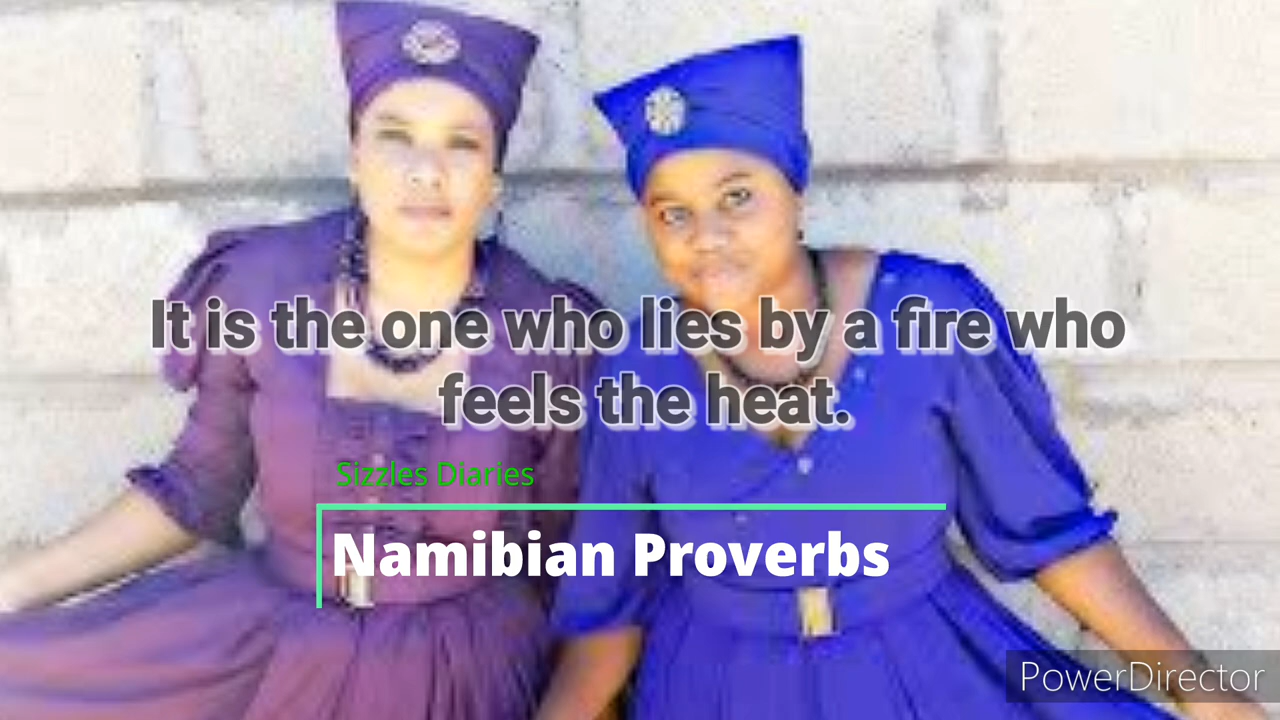 It is the one who lies by a fire who
feels the heat.
Sizzles Diaries
Namibian Proverbs
PowerDirector